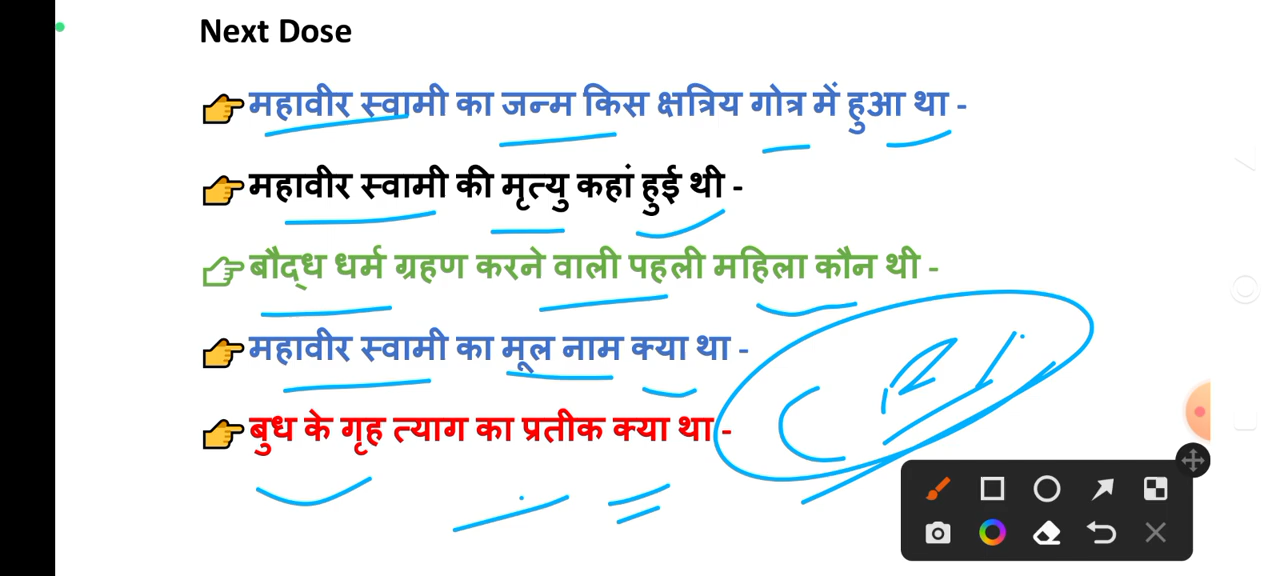 Next Dose
👉महावीर स्वामी का जन्म किस क्षत्रिय गोत्र में हुआ था -
👉महावीर स्वामी की मृत्यु कहां हुई थी -
👉बौद्ध धर्म ग्रहण करने वाली पहली महिला कौन थी -
👉महावीर स्वामी का मूल नाम क्या था -
👉बुध के गृह त्याग का प्रतीक क्या था -